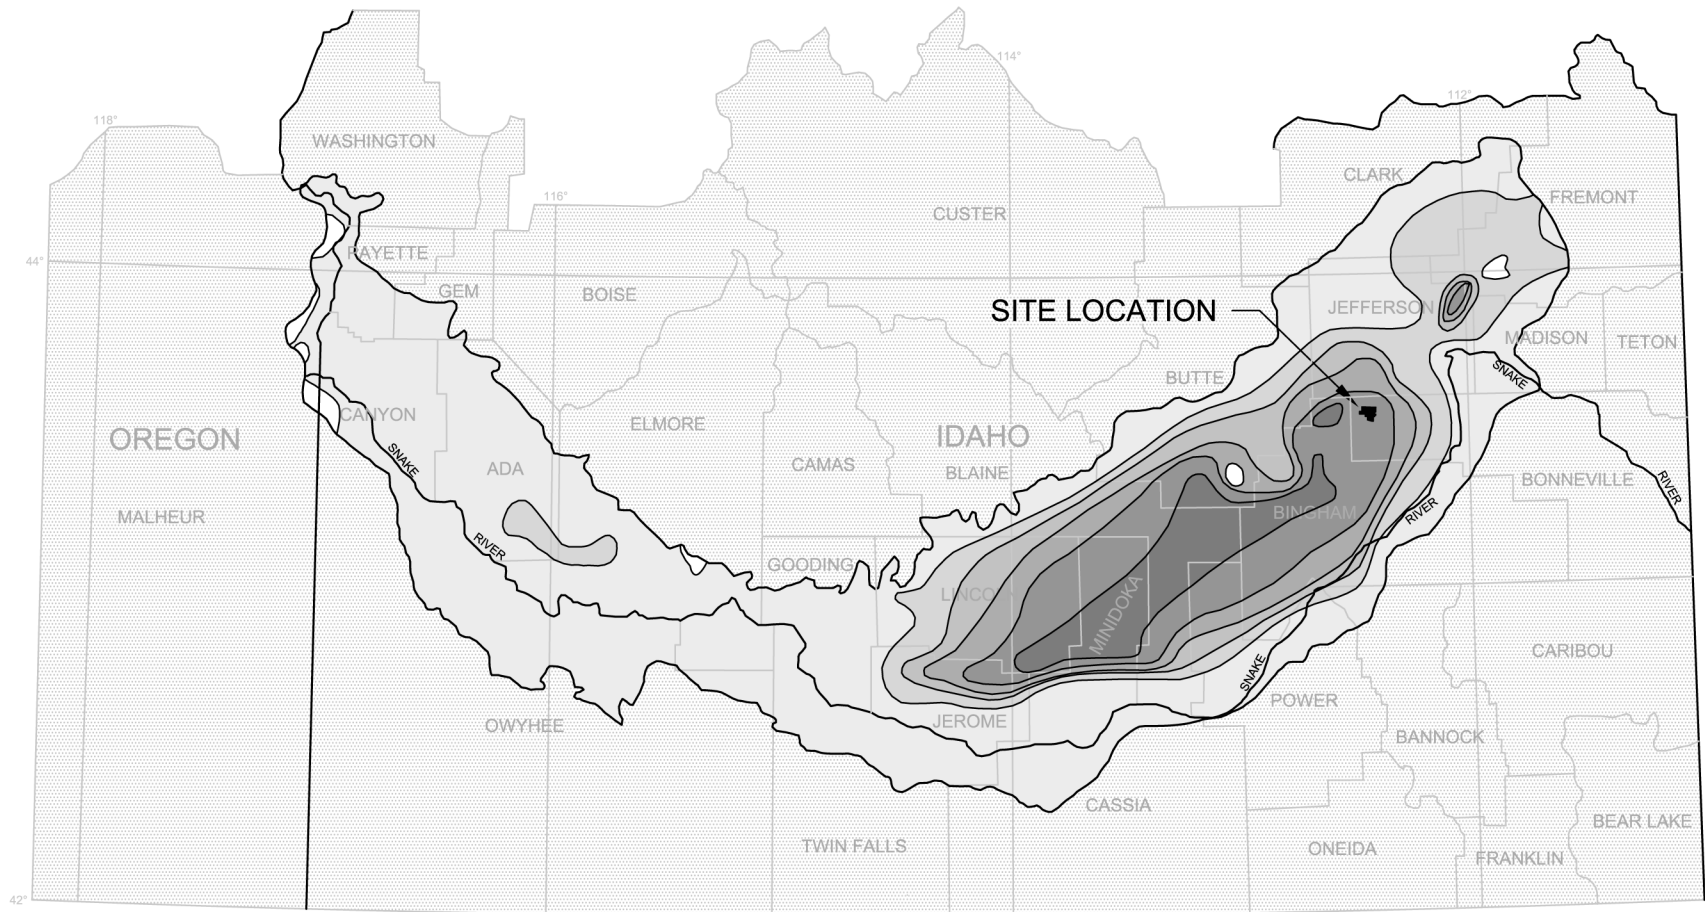 114°
112°
118°
WASHINGTON
CLARK
FREMONT
116°
CUSTER
PAYETTE
44°
GEM
BOISE
SITE LOCATION
JEFFERSON
MADISON
TETON
SNAKE
BUTTE
CANYON
ELMORE
OREGON
IDAHO
SNAKE
ADA
CAMAS
BLAINE
BONNEVILLE
RIVER
MALHEUR
BINGHAM
RIVER
RIVER
GOODING
LINCO
MINIDOKA
CARIBOU
SNAKE
POWER
OWYHEE
JEROME
BANNOCK
CASSIA
BEAR LAKE
TWIN FALLS
ONEIDA
FRANKLIN
42°